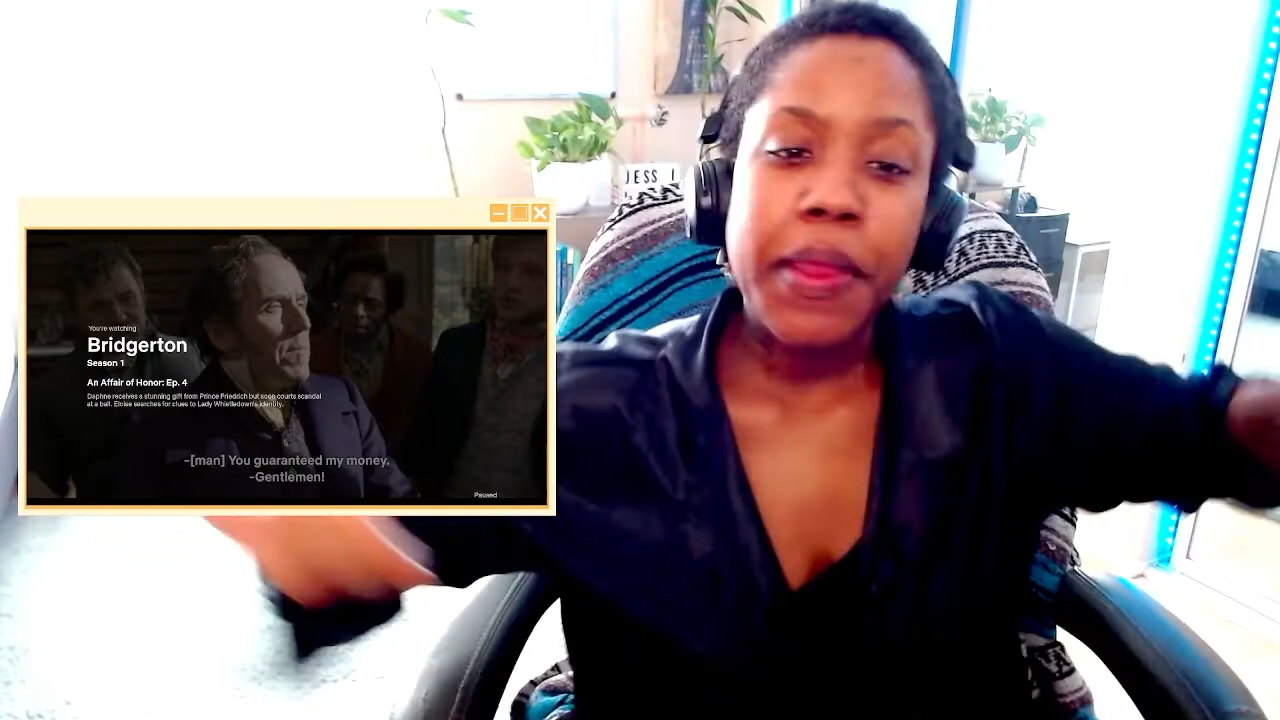 JESS I
You're watching
Bridgerton
Season 1
An Affair of Honor: Ep. 4
Daphne receives a stunning gift from Prince Friedrich but soon courts scandal
at a ball. Eloise searches for clues to Lady Whistledown's identity.
-[man] You guaranteed my money.
-Gentlemen!
Paused